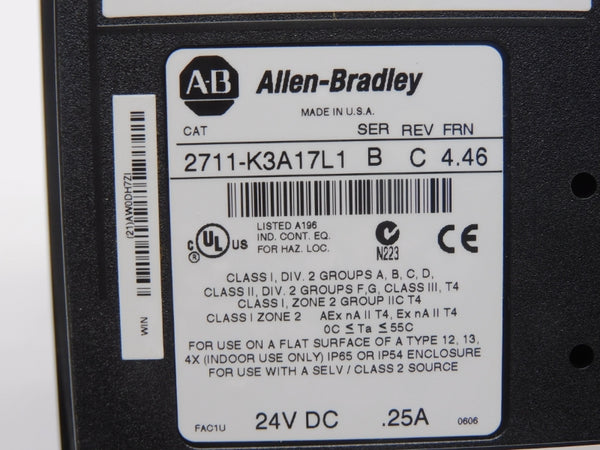 A·B Allen-Bradley
MADE IN U.S.A.
CAT SER REV FRN
2711-K3A17L1 B C 4.46
c UL US
LISTED A196
IND. CONT. EQ.
FOR HAZ. LOC.
N223
CE
CLASS I, DIV. 2 GROUPS A, B, C, D,
CLASS II, DIV. 2 GROUPS F,G, CLASS III, T4
CLASS I, ZONE 2 GROUP IIC T4
CLASS I ZONE 2 AEx nA II T4, Ex nA II T4
0C ≤ Ta ≤ 55C
FOR USE ON A FLAT SURFACE OF A TYPE 12, 13,
4X (INDOOR USE ONLY) IP65 OR IP54 ENCLOSURE
FOR USE WITH A SELV / CLASS 2 SOURCE
FAC1U 24V DC .25A 0606
(21)AW0DH7ZI
WIN